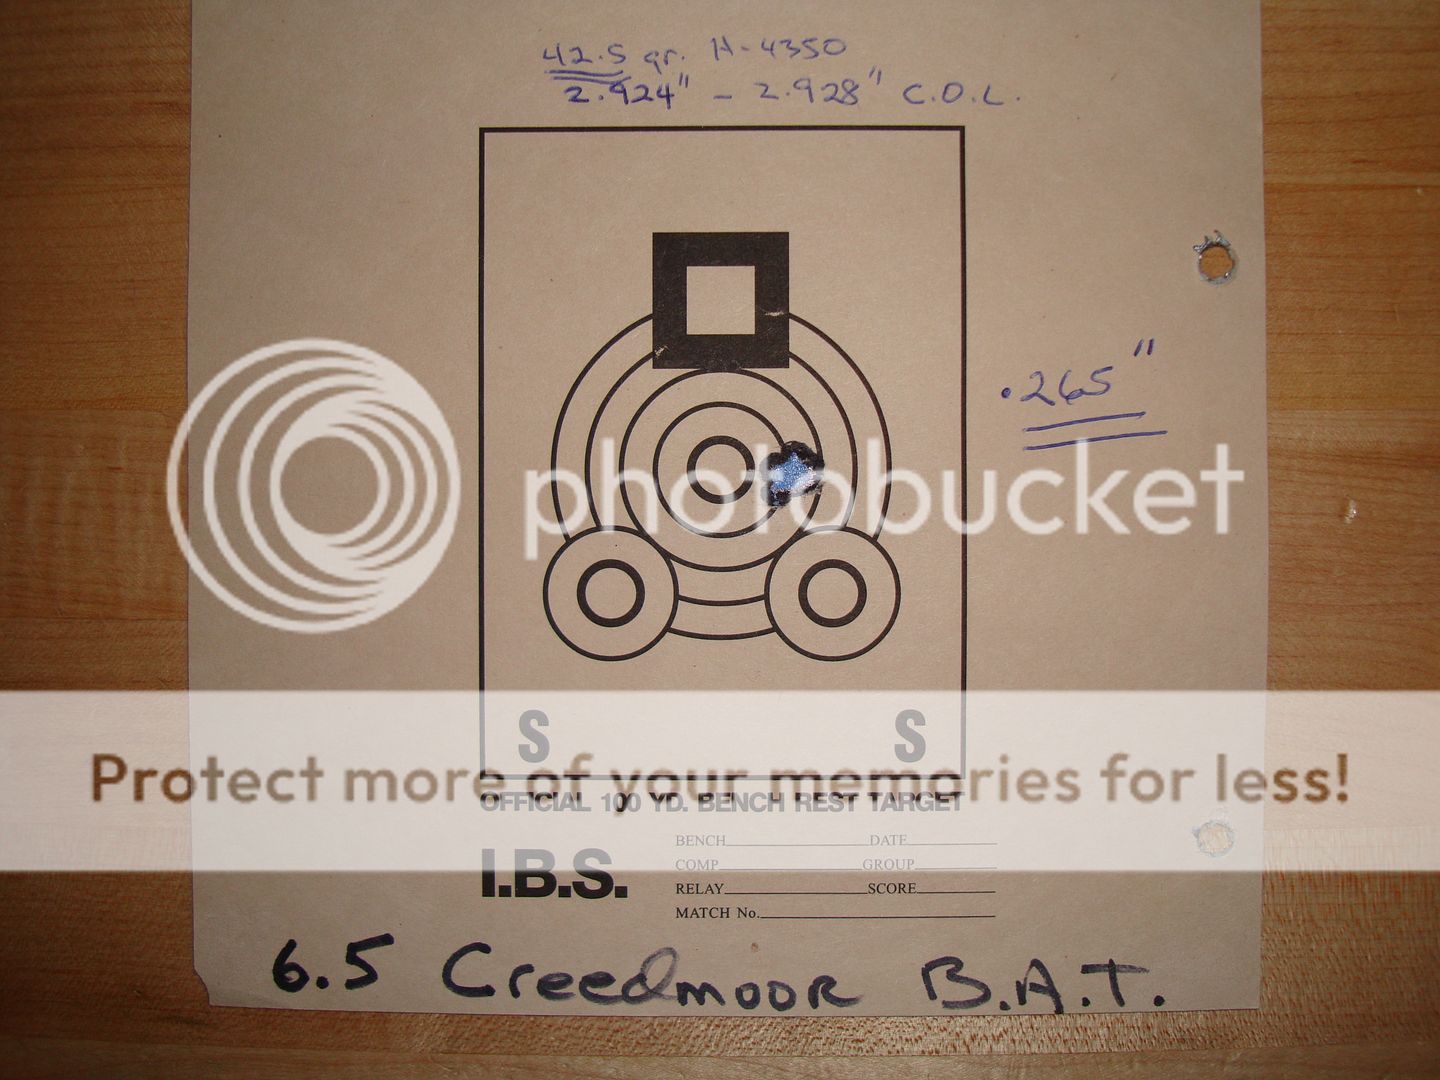 42.5 gr. H-4350
2.924" - 2.928" C.O.L.
.265"
photobucket
S S
Protect more of your memories for less!
OFFICIAL 100 YD. BENCH REST TARGET
I.B.S.
BENCH DATE
COMP. GROUP
RELAY SCORE
MATCH No.
6.5 Creedmoor B.A.T.